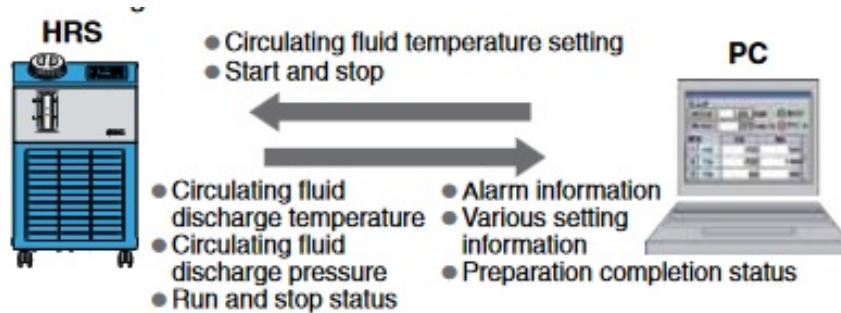 HRS
● Circulating fluid temperature setting
● Start and stop
PC
● Circulating fluid
discharge temperature
● Circulating fluid
discharge pressure
● Run and stop status
● Alarm information
● Various setting
information
● Preparation completion status